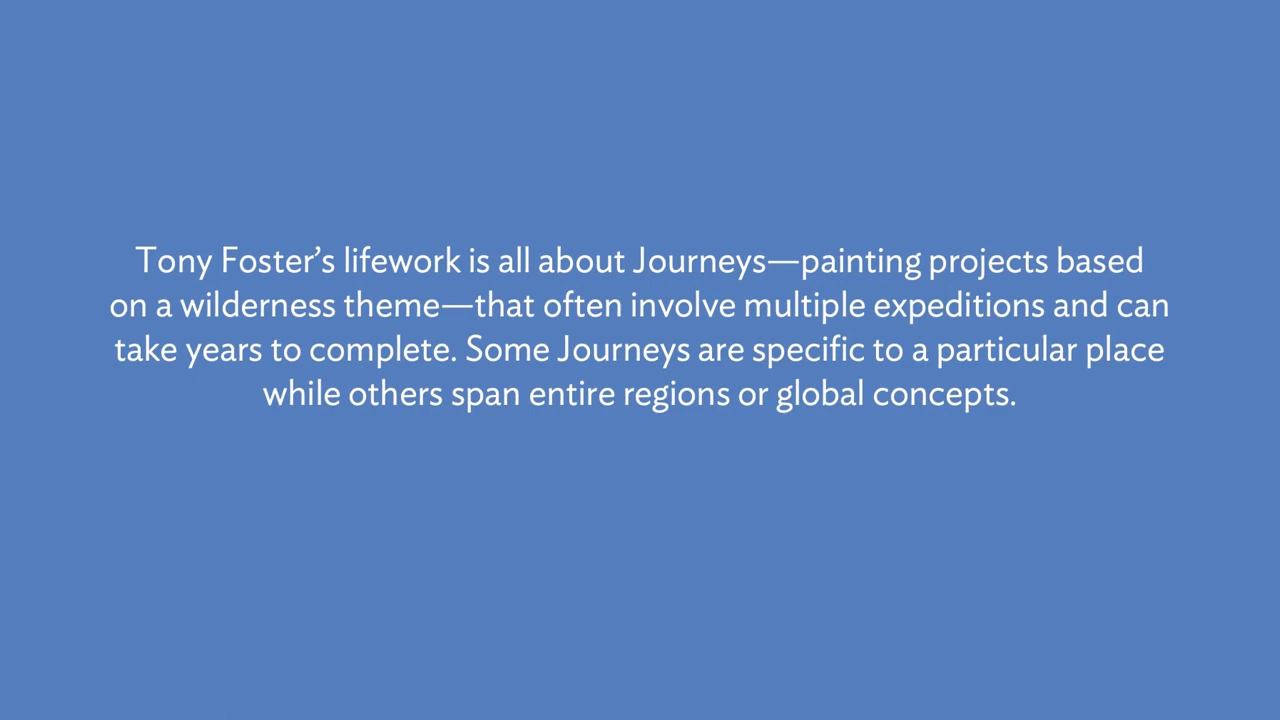 Tony Foster’s lifework is all about Journeys—painting projects based
on a wilderness theme—that often involve multiple expeditions and can
take years to complete. Some Journeys are specific to a particular place
while others span entire regions or global concepts.